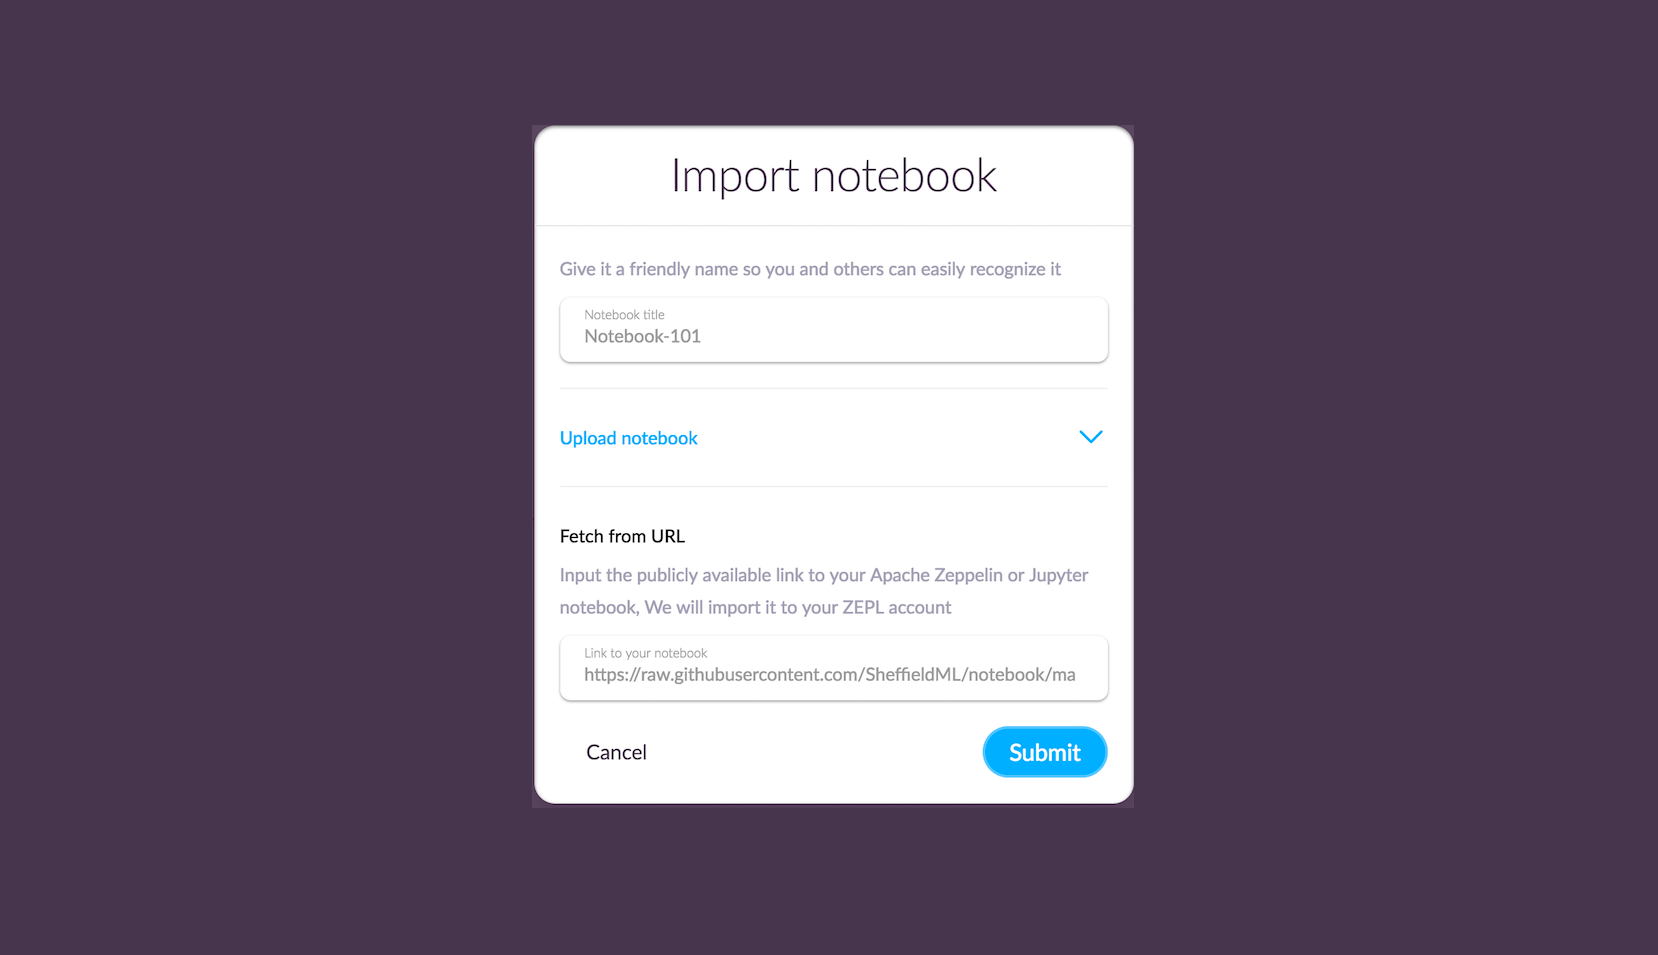 Import notebook
Give it a friendly name so you and others can easily recognize it
Notebook title
Notebook-101
Upload notebook
Fetch from URL
Input the publicly available link to your Apache Zeppelin or Jupyter
notebook, We will import it to your ZEPL account
Link to your notebook
https://raw.githubusercontent.com/SheffieldML/notebook/ma
Cancel
Submit